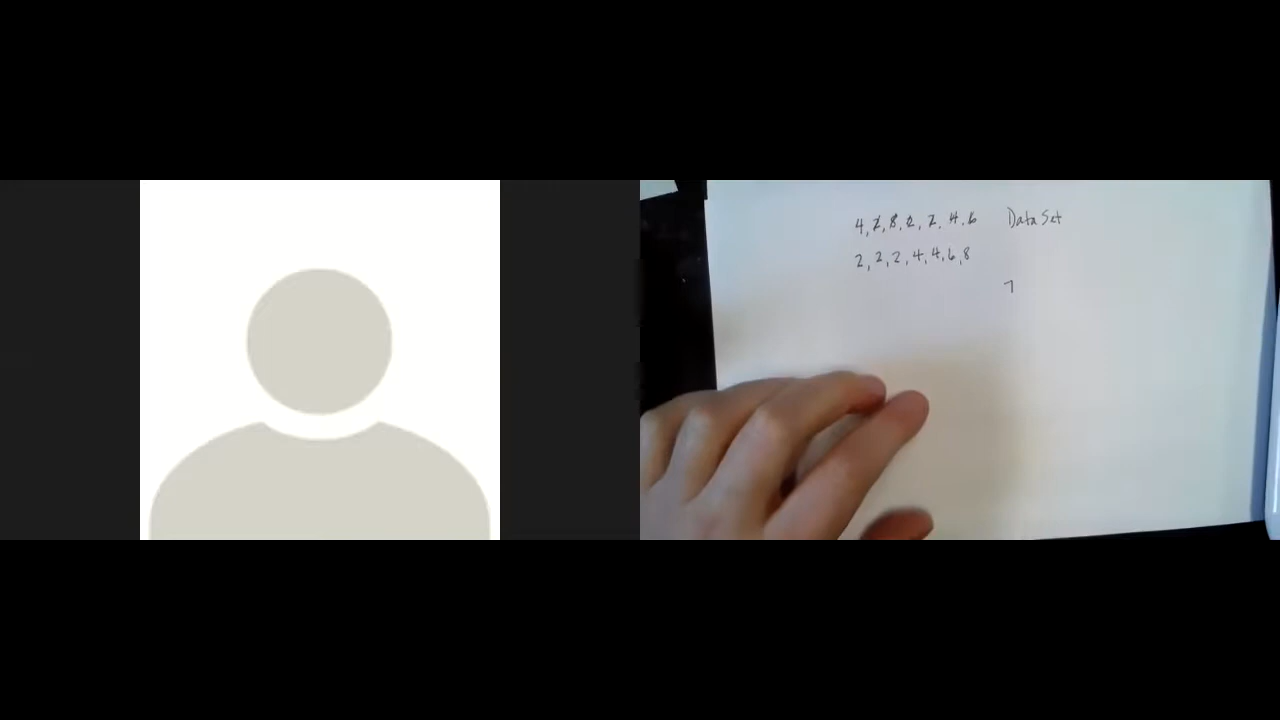 4, 2, 8, 2, 2, 4, 6 Data Set
2, 2, 2, 4, 4, 6, 8
7